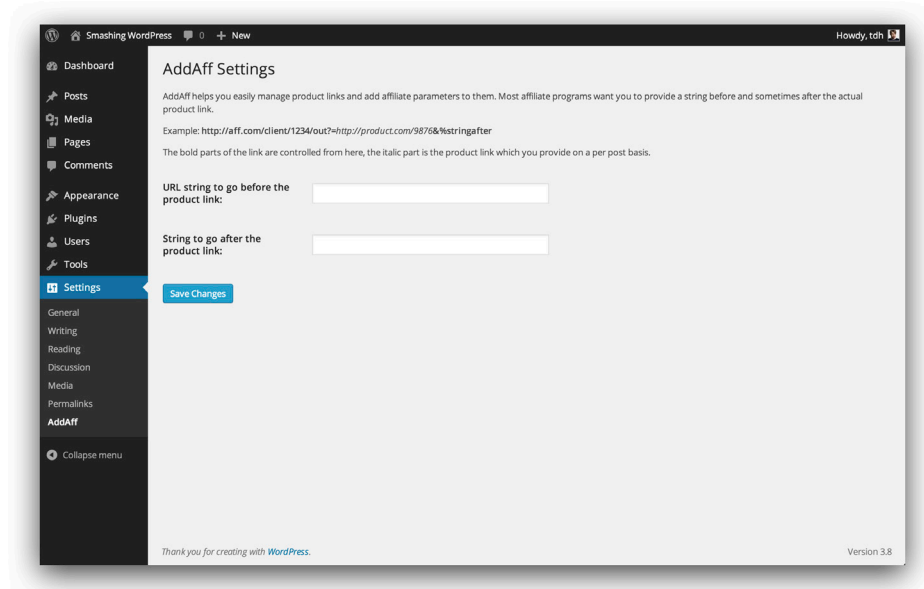 Smashing WordPress 0 + New Howdy, tdh
Dashboard
Posts
Media
Pages
Comments
Appearance
Plugins
Users
Tools
Settings
General
Writing
Reading
Discussion
Media
Permalinks
AddAff
Collapse menu
AddAff Settings
AddAff helps you easily manage product links and add affiliate parameters to them. Most affiliate programs want you to provide a string before and sometimes after the actual
product link.
Example: http://aff.com/client/1234/out?=http://product.com/9876&%stringafter
The bold parts of the link are controlled from here, the italic part is the product link which you provide on a per post basis.
URL string to go before the
product link:
String to go after the
product link:
Save Changes
Thank you for creating with WordPress. Version 3.8